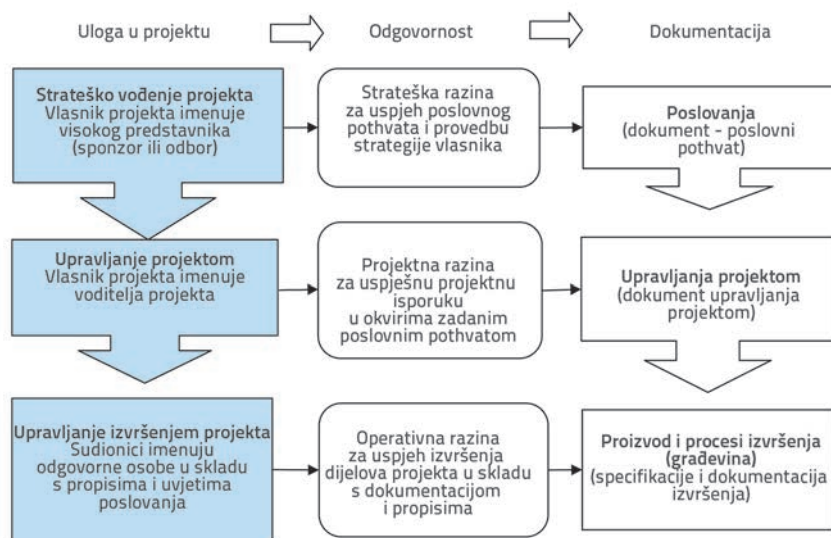 Uloga u projektu
Odgovornost
Dokumentacija
Strateško vođenje projekta
Vlasnik projekta imenuje
visokog predstavnika
(sponzor ili odbor)
Strateška razina
za uspjeh poslovnog
pothvata i provedbu
strategije vlasnika
Poslovanja
(dokument - poslovni
pothvat)
Upravljanje projektom
Vlasnik projekta imenuje
voditelja projekta
Projektna razina
za uspješnu projektnu
isporuku
u okvirima zadanim
poslovnim pothvatom
Upravljanja projektom
(dokument upravljanja
projektom)
Upravljanje izvršenjem projekta
Sudionici imenuju
odgovorne osobe u skladu
s propisima i uvjetima
poslovanja
Operativna razina
za uspjeh izvršenja
dijelova projekta u skladu
s dokumentacijom
i propisima
Proizvod i procesi izvršenja
(građevina)
(specifikacije i dokumentacija
izvršenja)